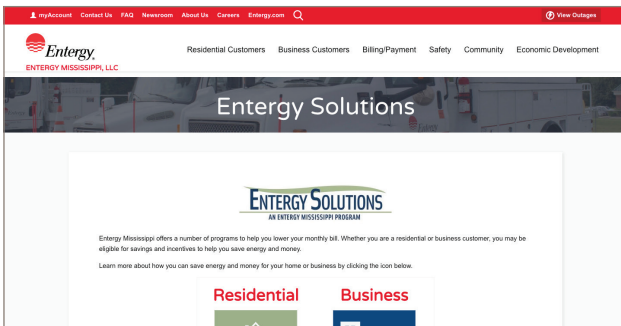 myAccount Contact Us FAQ Newsroom About Us Careers Entergy.com
View Outages
Entergy
ENTERGY MISSISSIPPI, LLC
Residential Customers Business Customers Billing/Payment Safety Community Economic Development
Entergy Solutions
ENTERGY SOLUTIONS
AN ENTERGY MISSISSIPPI PROGRAM
Entergy Mississippi offers a number of programs to help you lower your monthly bill. Whether you are a residential or business customer, you may be
eligible for savings and incentives to help you save energy and money.
Learn more about how you can save energy and money for your home or business by clicking the icon below.
Residential Business